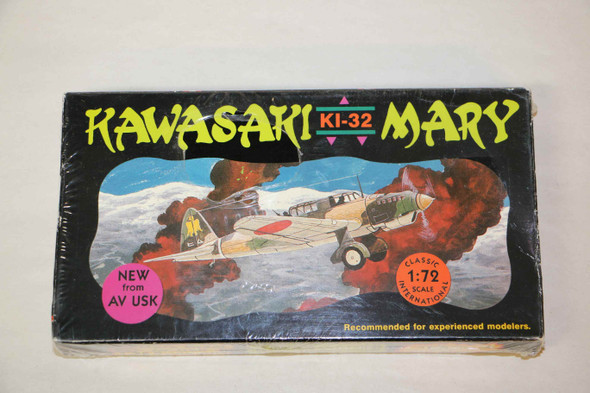 KAWASAKI KI-32 MARY
NEW
from
AV USK
CLASSIC
1:72
SCALE
INTERNATIONAL
Recommended for experienced modelers.